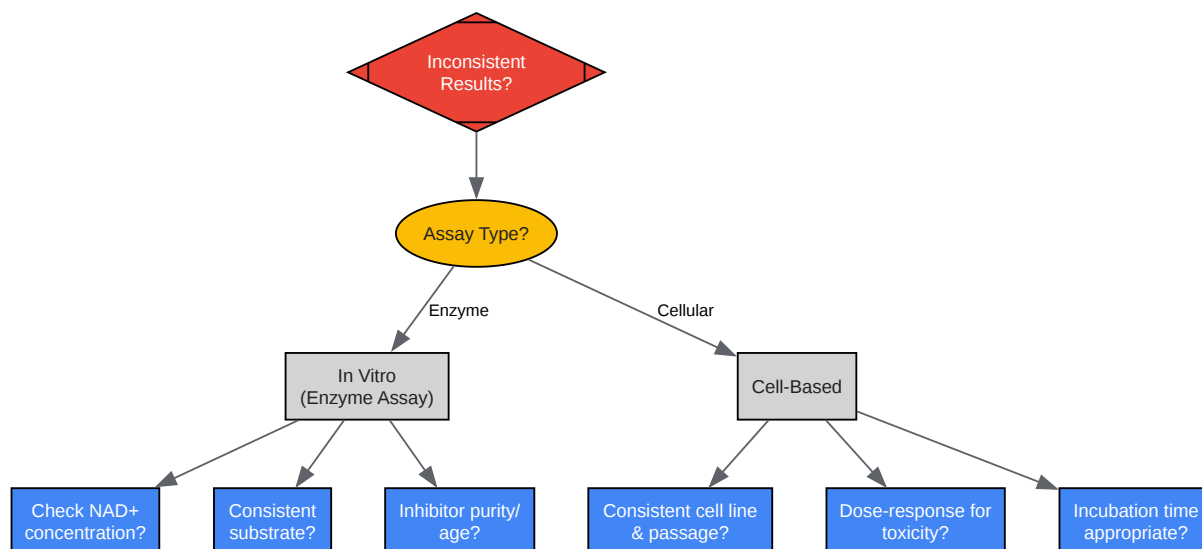 Inconsistent
Results?
Assay Type?
Enzyme
Cellular
In Vitro
(Enzyme Assay)
Cell-Based
Check NAD+
concentration?
Consistent
substrate?
Inhibitor purity/
age?
Consistent cell line
& passage?
Dose-response for
toxicity?
Incubation time
appropriate?